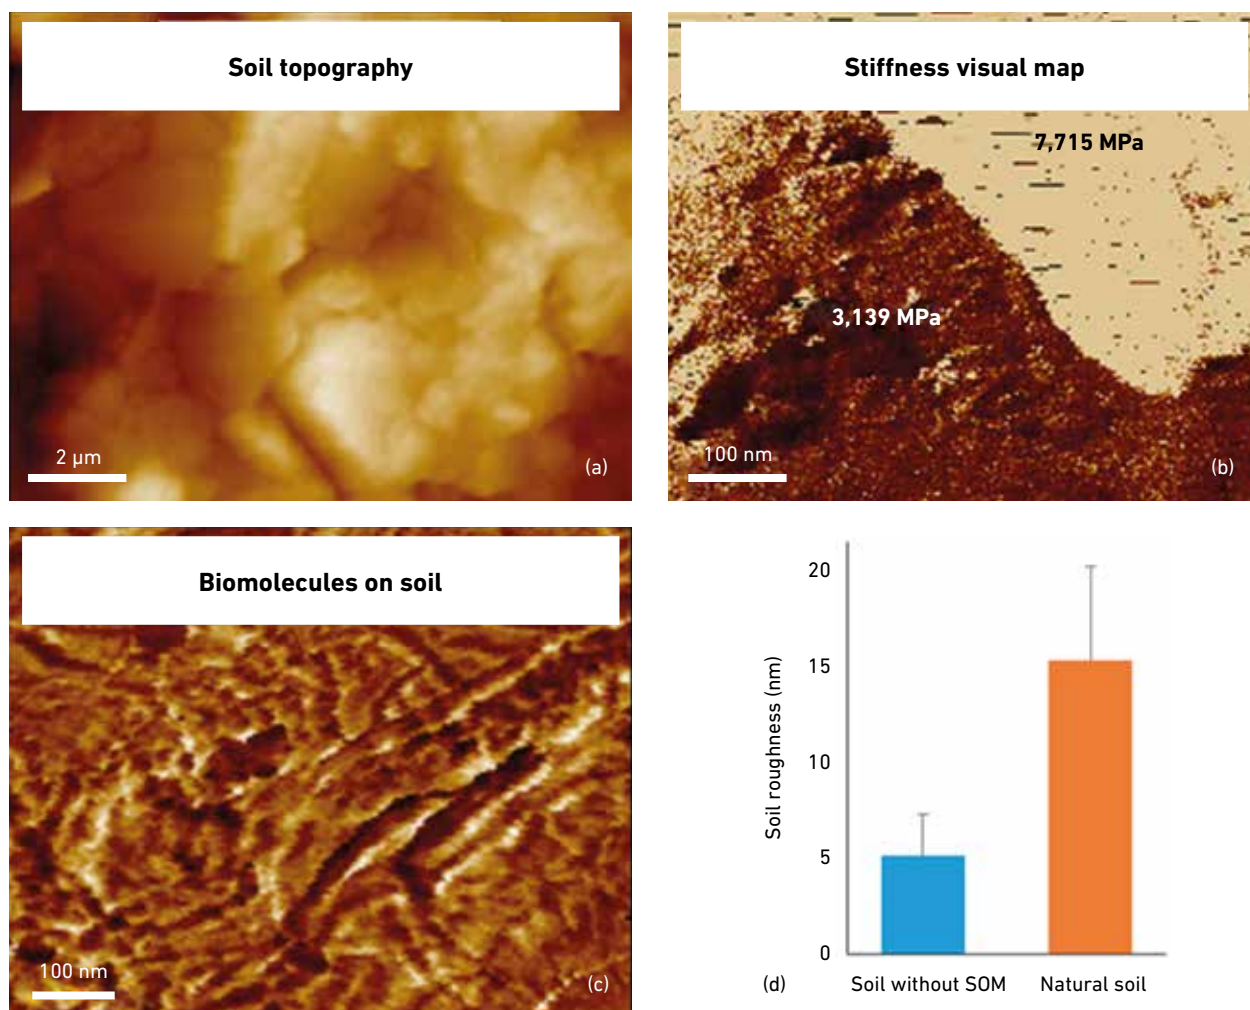 Soil topography
2 µm
(a)
Stiffness visual map
7,715 MPa
3,139 MPa
100 nm
(b)
Biomolecules on soil
100 nm
(c)
Soil roughness (nm)
20
15
10
5
0
(d)
Soil without SOM
Natural soil